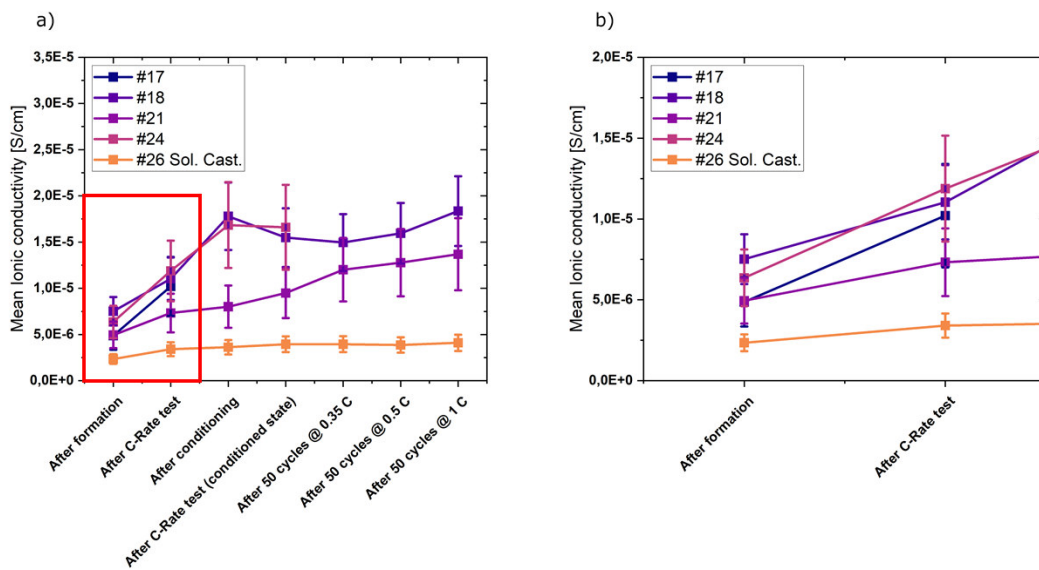 a)
3,5E-5
3,0E-5
2,5E-5
2,0E-5
1,5E-5
1,0E-5
5,0E-6
0,0E+0
Mean Ionic conductivity [S/cm]
#17
#18
#21
#24
#26 Sol. Cast.
After formation
After C-Rate test
After conditioning
After C-Rate test (conditioned state)
After 50 cycles @ 0.35 C
After 50 cycles @ 0.5 C
After 50 cycles @ 1 C
b)
2,0E-5
1,5E-5
1,0E-5
5,0E-6
0,0E+0
Mean Ionic conductivity [S/cm]
#17
#18
#21
#24
#26 Sol. Cast.
After formation
After C-Rate test